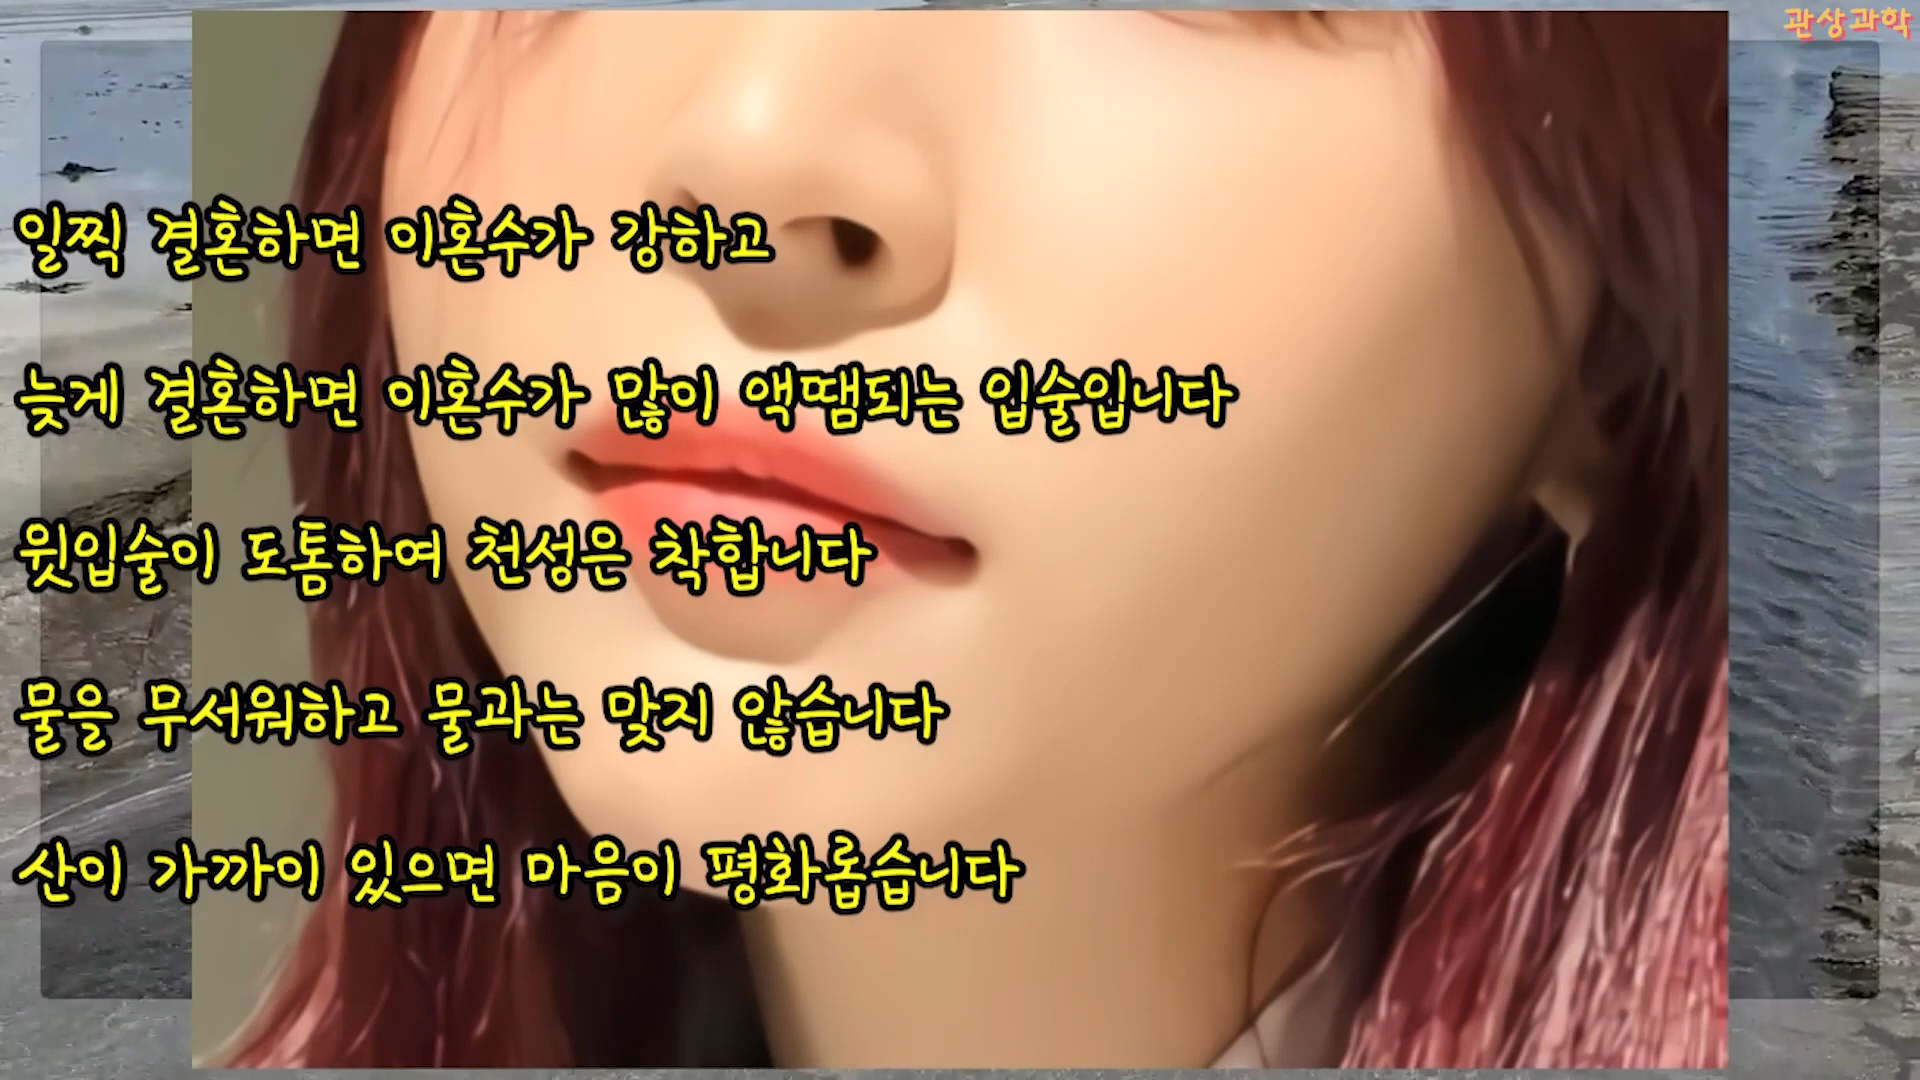 관상과학
일찍 결혼하면 이혼수가 강하고
늦게 결혼하면 이혼수가 많이 액땜되는 입술입니다
윗입술이 도톰하여 천성은 착합니다
물을 무서워하고 물과는 맞지 않습니다
산이 가까이 있으면 마음이 평화롭습니다